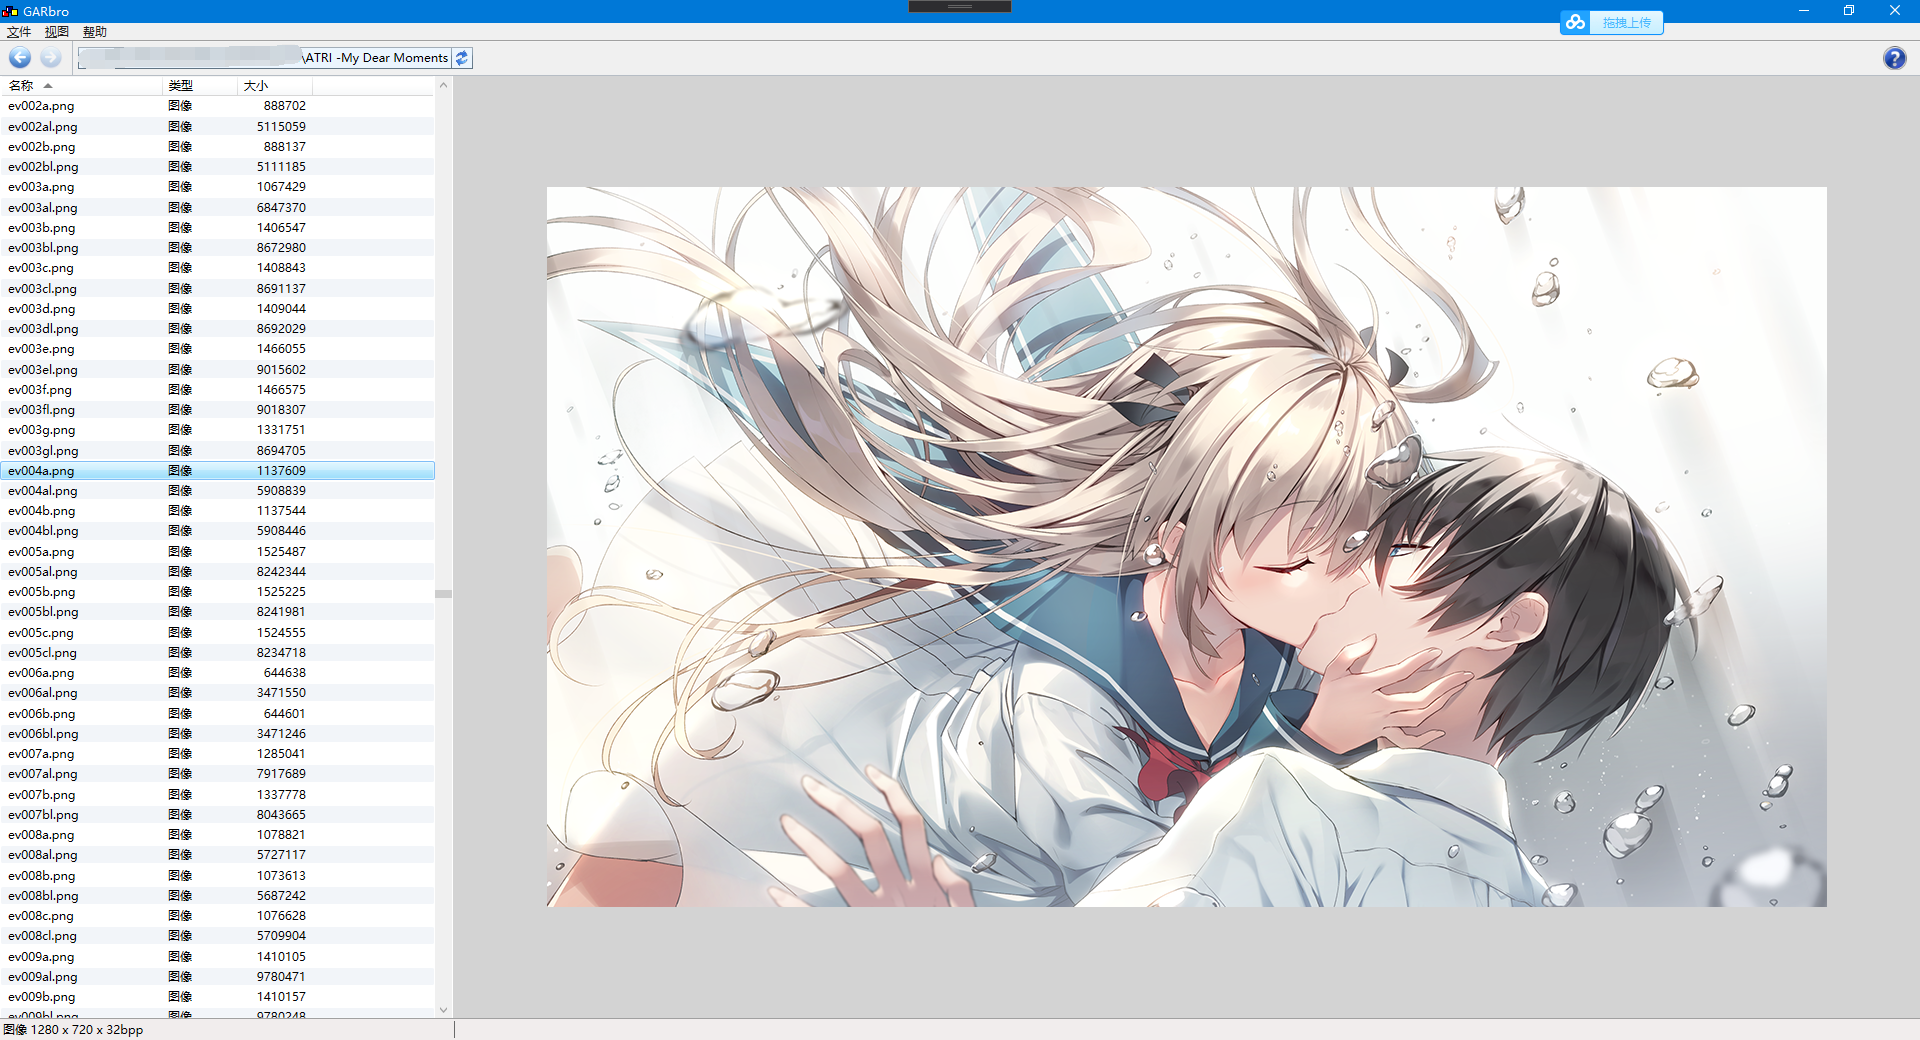 GARbro
拖拽上传
文件 视图 帮助
\ATRI -My Dear Moments
名称 类型 大小
ev002a.png 图像 888702
ev002al.png 图像 5115059
ev002b.png 图像 888137
ev002bl.png 图像 5111185
ev003a.png 图像 1067429
ev003al.png 图像 6847370
ev003b.png 图像 1406547
ev003bl.png 图像 8672980
ev003c.png 图像 1408843
ev003cl.png 图像 8691137
ev003d.png 图像 1409044
ev003dl.png 图像 8692029
ev003e.png 图像 1466055
ev003el.png 图像 9015602
ev003f.png 图像 1466575
ev003fl.png 图像 9018307
ev003g.png 图像 1331751
ev003gl.png 图像 8694705
ev004a.png 图像 1137609
ev004al.png 图像 5908839
ev004b.png 图像 1137544
ev004bl.png 图像 5908446
ev005a.png 图像 1525487
ev005al.png 图像 8242344
ev005b.png 图像 1525225
ev005bl.png 图像 8241981
ev005c.png 图像 1524555
ev005cl.png 图像 8234718
ev006a.png 图像 644638
ev006al.png 图像 3471550
ev006b.png 图像 644601
ev006bl.png 图像 3471246
ev007a.png 图像 1285041
ev007al.png 图像 7917689
ev007b.png 图像 1337778
ev007bl.png 图像 8043665
ev008a.png 图像 1078821
ev008al.png 图像 5727117
ev008b.png 图像 1073613
ev008bl.png 图像 5687242
ev008c.png 图像 1076628
ev008cl.png 图像 5709904
ev009a.png 图像 1410105
ev009al.png 图像 9780471
ev009b.png 图像 1410157
ev009bl.png 图像 9780248
图像 1280 x 720 x 32bpp